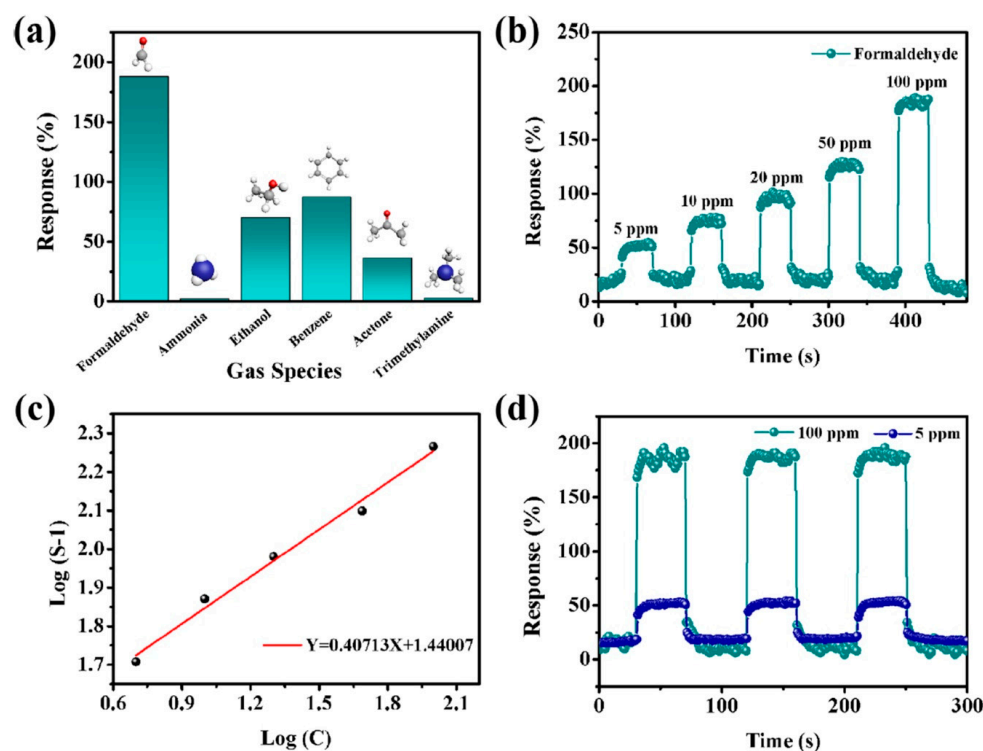 (a)
Response (%)
200
150
100
50
0
Formaldehyde
Ammonia
Ethanol
Benzene
Acetone
Trimethylamine
Gas Species
(b)
Response (%)
250
200
150
100
50
0
Formaldehyde
5 ppm
10 ppm
20 ppm
50 ppm
100 ppm
0 100 200 300 400
Time (s)
(c)
Log (S-1)
2.3
2.2
2.1
2.0
1.9
1.8
1.7
Y=0.40713X+1.44007
0.6 0.9 1.2 1.5 1.8 2.1
Log (C)
(d)
Response (%)
200
150
100
50
0
100 ppm 5 ppm
0 100 200 300
Time (s)